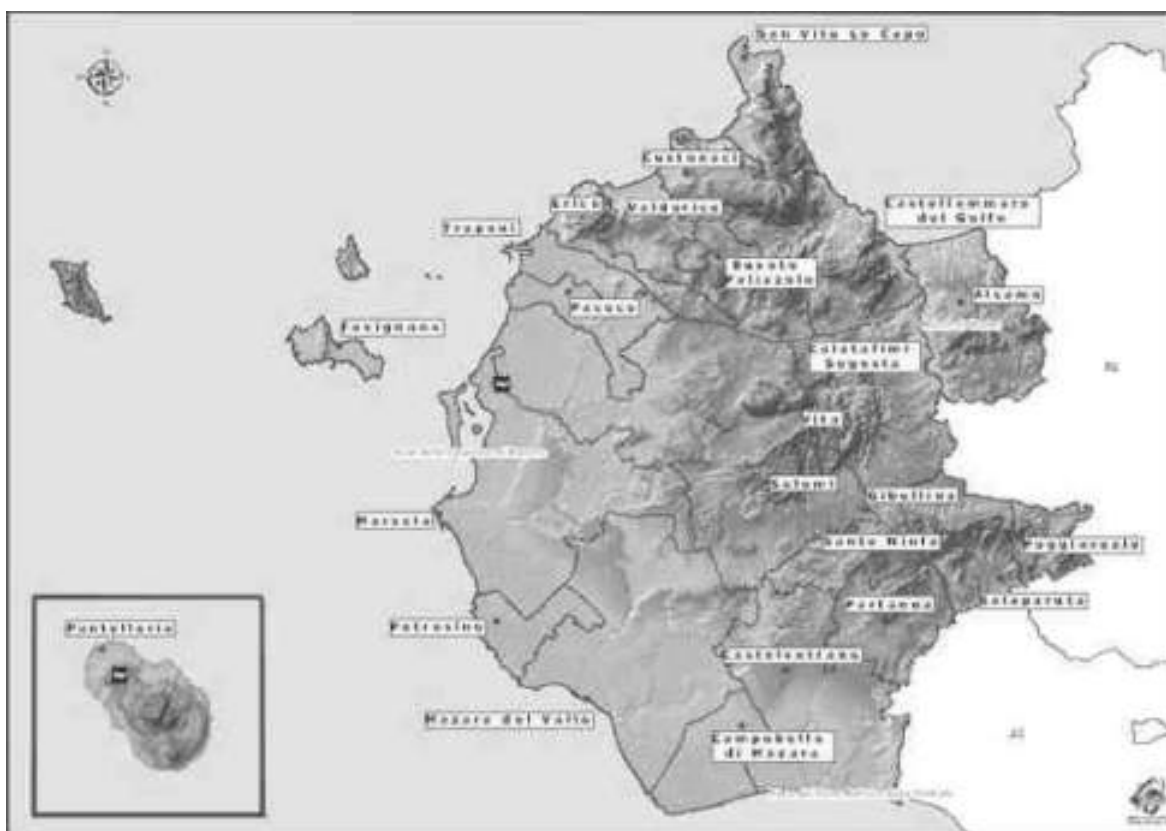 San Vito Lo Capo
Custonaci
Erice
Valderice
Castellammare
del Golfo
Trapani
Buseto
Palizzolo
Alcamo
Paceco
Favignana
Calatafimi
Segesta
Vita
Salemi
Gibellina
Marsala
Santa Ninfa
Poggioreale
Partanna
Salaparuta
Pantelleria
Petrosino
Castelvetrano
Mazara del Vallo
Campobello
di Mazara